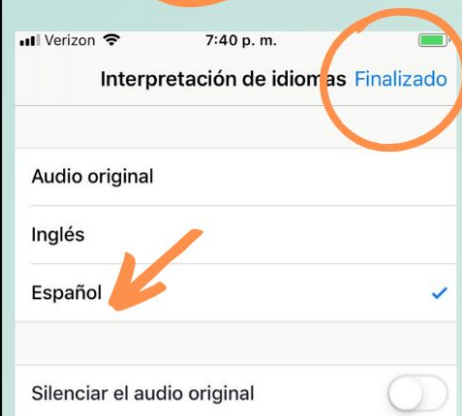 Verizon 7:40 p. m.
Interpretación de idiomas Finalizado
Audio original
Inglés
Español
Silenciar el audio original